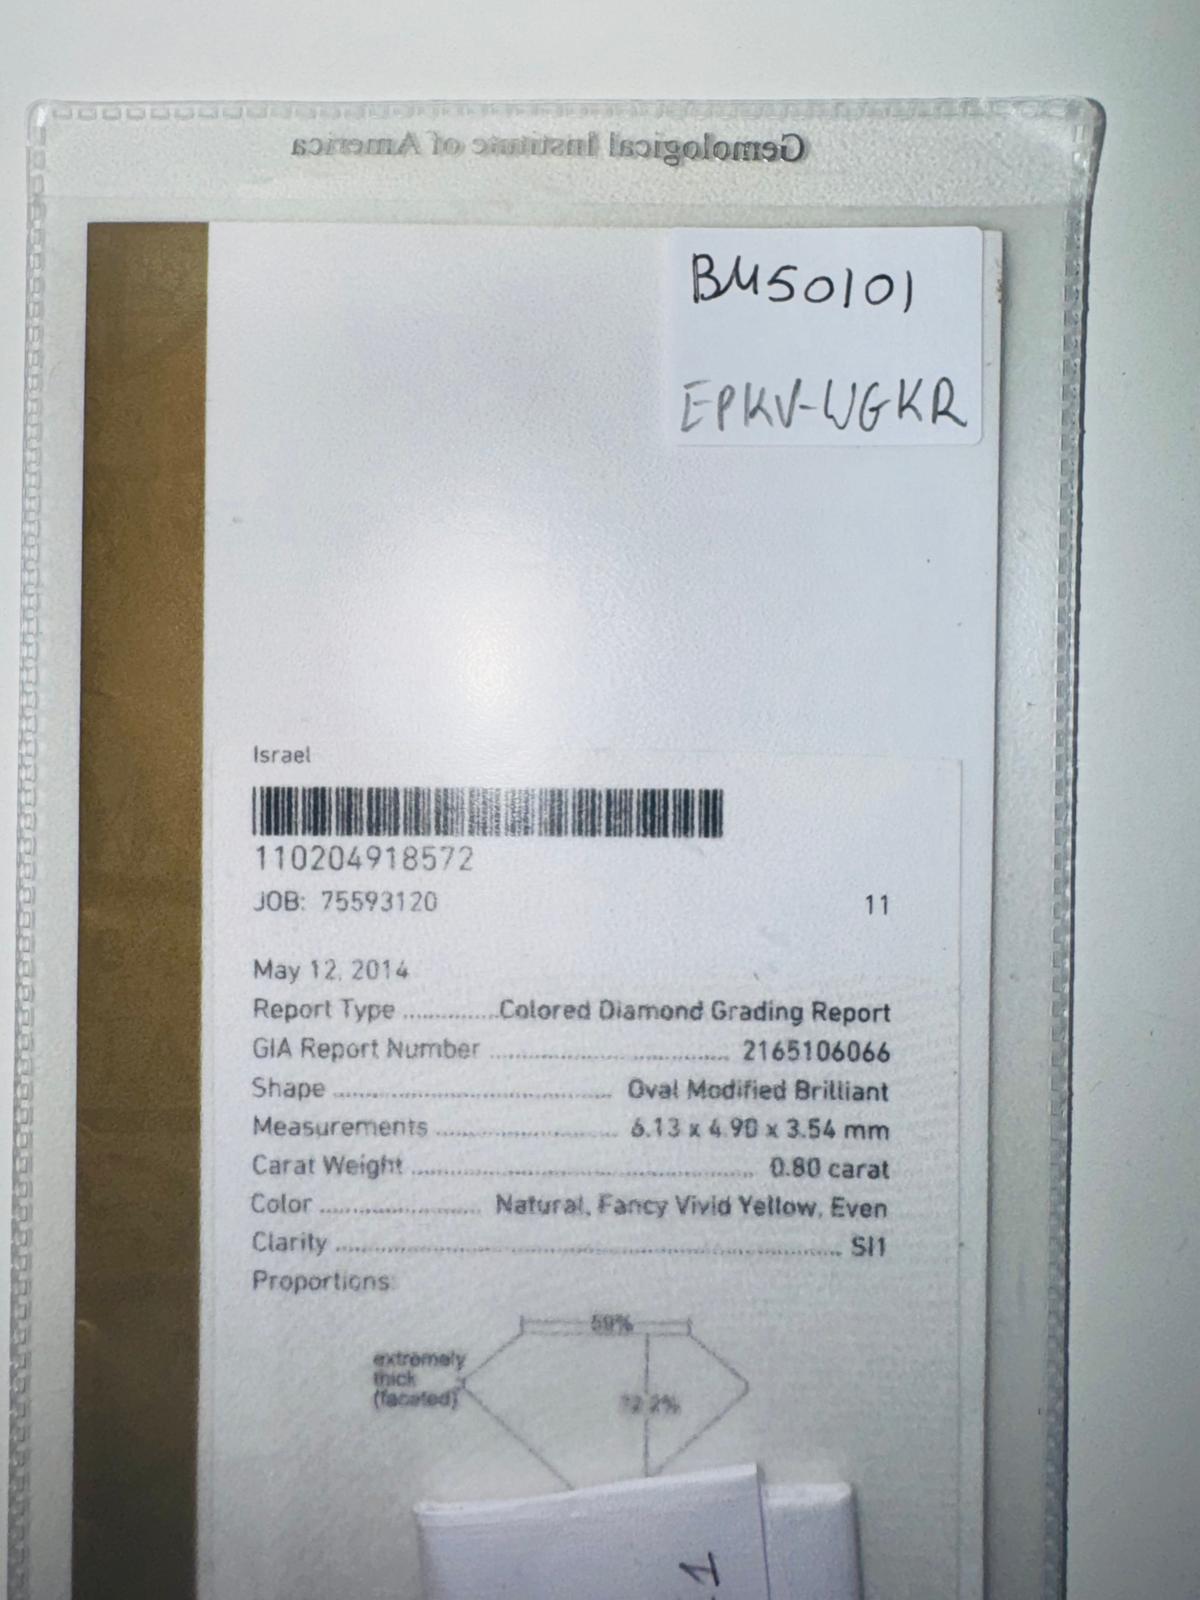 Gemological Institute of America
BM50101
EPKV-WGKR
Israel
110204918572
JOB: 75593120 11
May 12, 2014
Report Type ............. Colored Diamond Grading Report
GIA Report Number ................................ 2165106066
Shape ...................................... Oval Modified Brilliant
Measurements ......................... 6.13 x 4.90 x 3.54 mm
Carat Weight .............................................. 0.80 carat
Color ...................... Natural, Fancy Vivid Yellow, Even
Clarity .................................................................... SI1
Proportions:
59%
extremely
thick
(faceted)
72.2%
1